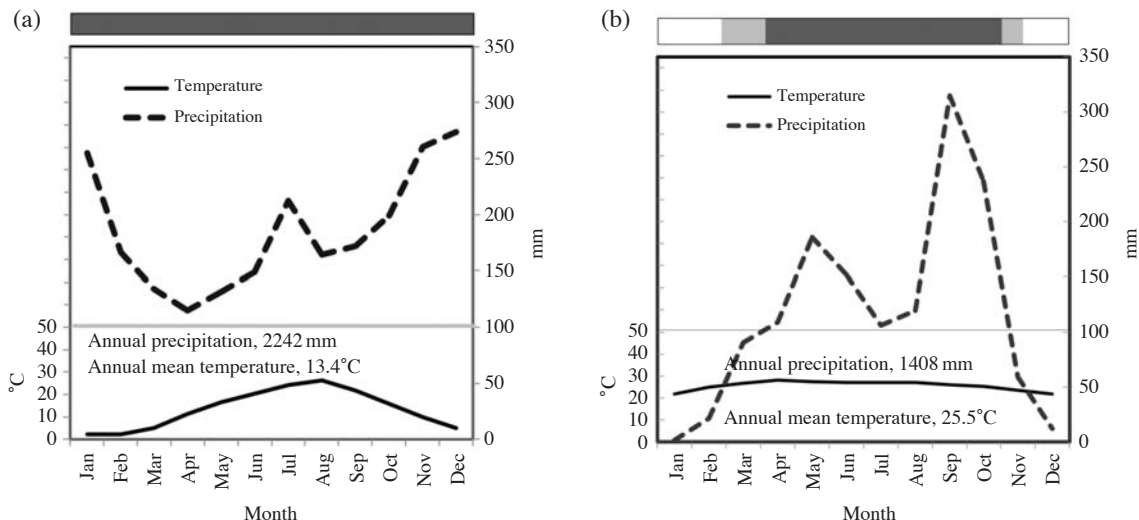 (a)
350
300
250
200
150
100
50
0
mm
50
40
30
20
10
0
°C
Temperature
Precipitation
Annual precipitation, 2242 mm
Annual mean temperature, 13.4°C
Jan
Feb
Mar
Apr
May
Jun
Jul
Aug
Sep
Oct
Nov
Dec
Month
(b)
350
300
250
200
150
100
50
0
mm
50
40
30
20
10
0
°C
Temperature
Precipitation
Annual precipitation, 1408 mm
Annual mean temperature, 25.5°C
Jan
Feb
Mar
Apr
May
Jun
Jul
Aug
Sep
Oct
Nov
Dec
Month